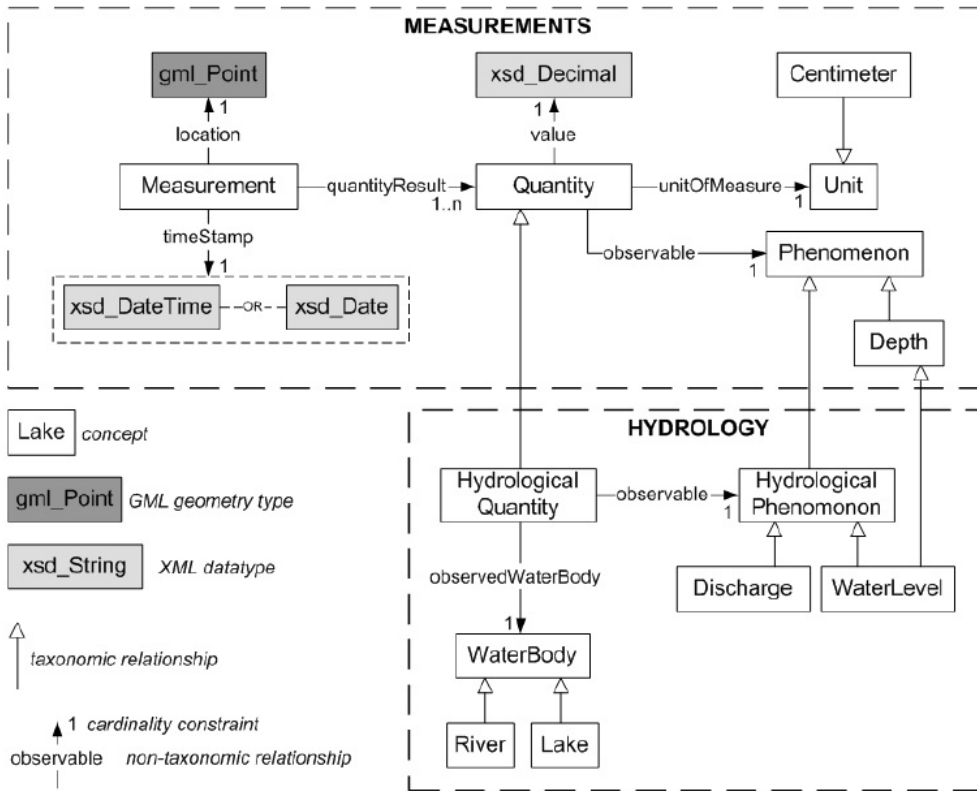 MEASUREMENTS
gml_Point
xsd_Decimal
Centimeter
1
1
location
value
Measurement
quantityResult
1..n
Quantity
unitOfMeasure
1
Unit
timeStamp
1
observable
1
Phenomenon
xsd_DateTime
OR
xsd_Date
Depth
Lake
concept
HYDROLOGY
gml_Point
GML geometry type
Hydrological
Quantity
observable
1
Hydrological
Phenomonon
xsd_String
XML datatype
observedWaterBody
Discharge
WaterLevel
1
taxonomic relationship
WaterBody
1
cardinality constraint
observable
non-taxonomic relationship
River
Lake